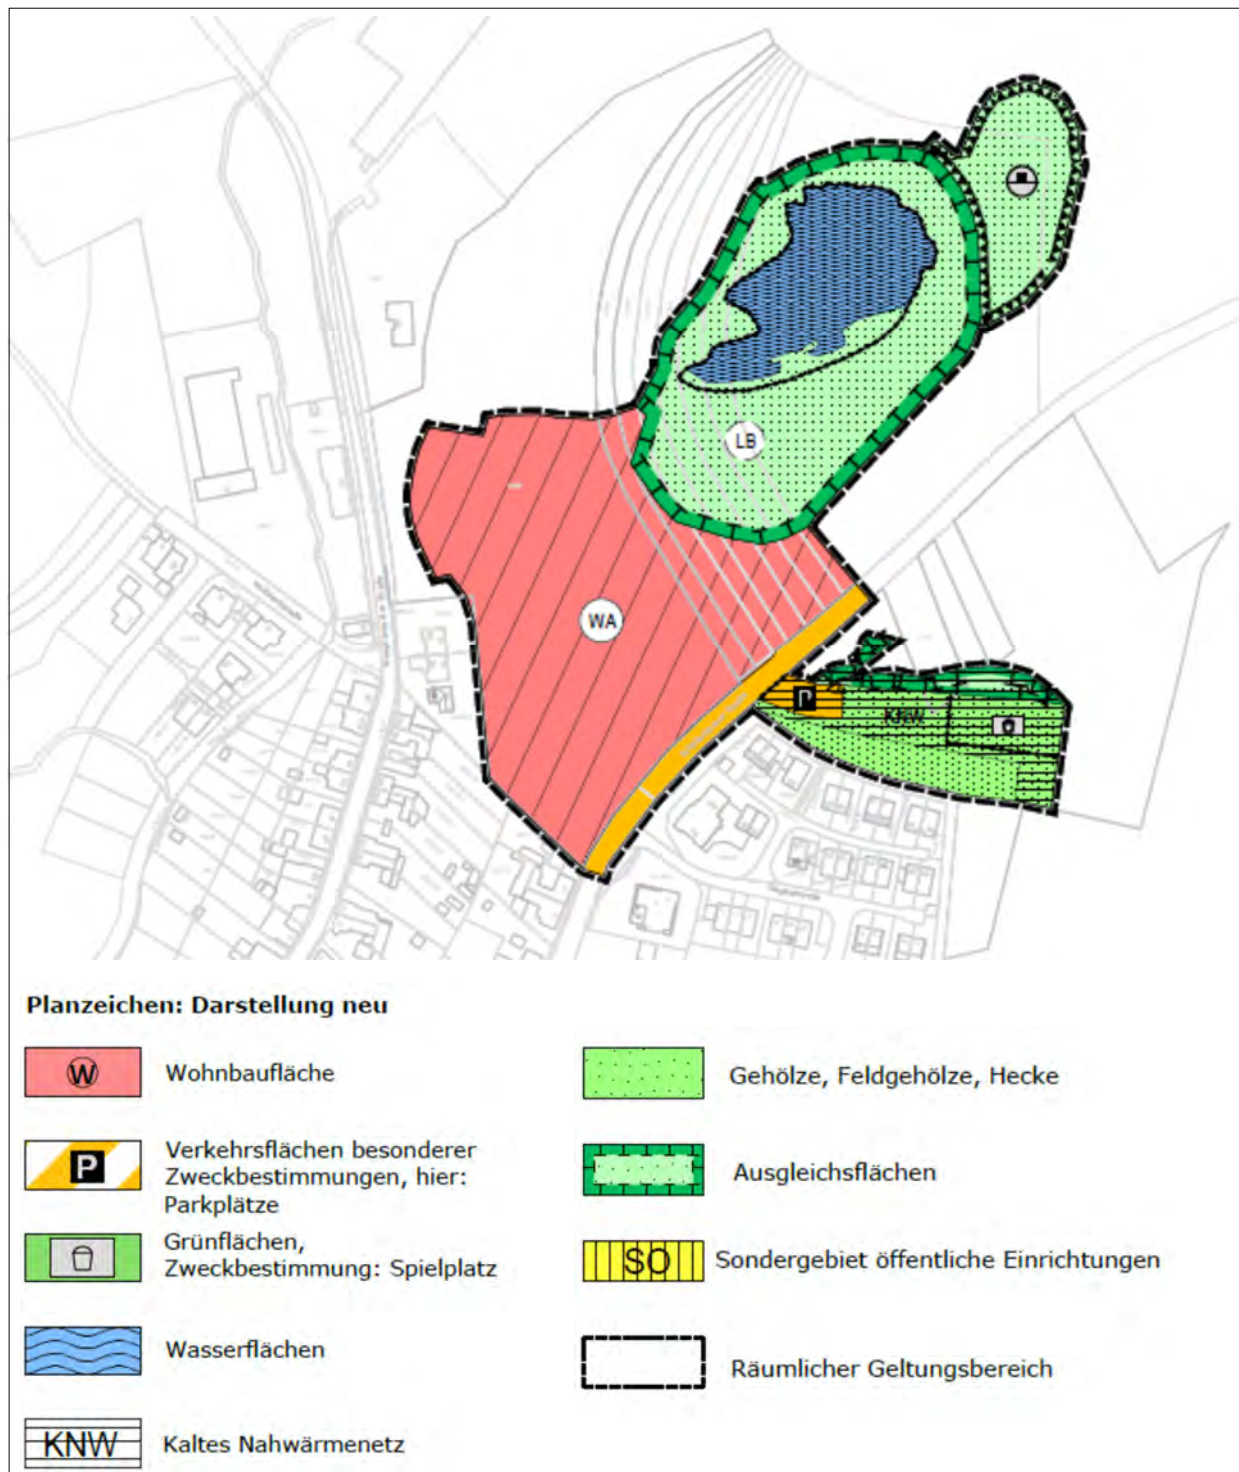 LB
WA
P
KNW
Planzeichen: Darstellung neu
W
Wohnbaufläche
P
Verkehrsflächen besonderer
Zweckbestimmungen, hier:
Parkplätze
Grünflächen,
Zweckbestimmung: Spielplatz
Wasserflächen
KNW
Kaltes Nahwärmenetz
Gehölze, Feldgehölze, Hecke
Ausgleichsflächen
SO
Sondergebiet öffentliche Einrichtungen
Räumlicher Geltungsbereich